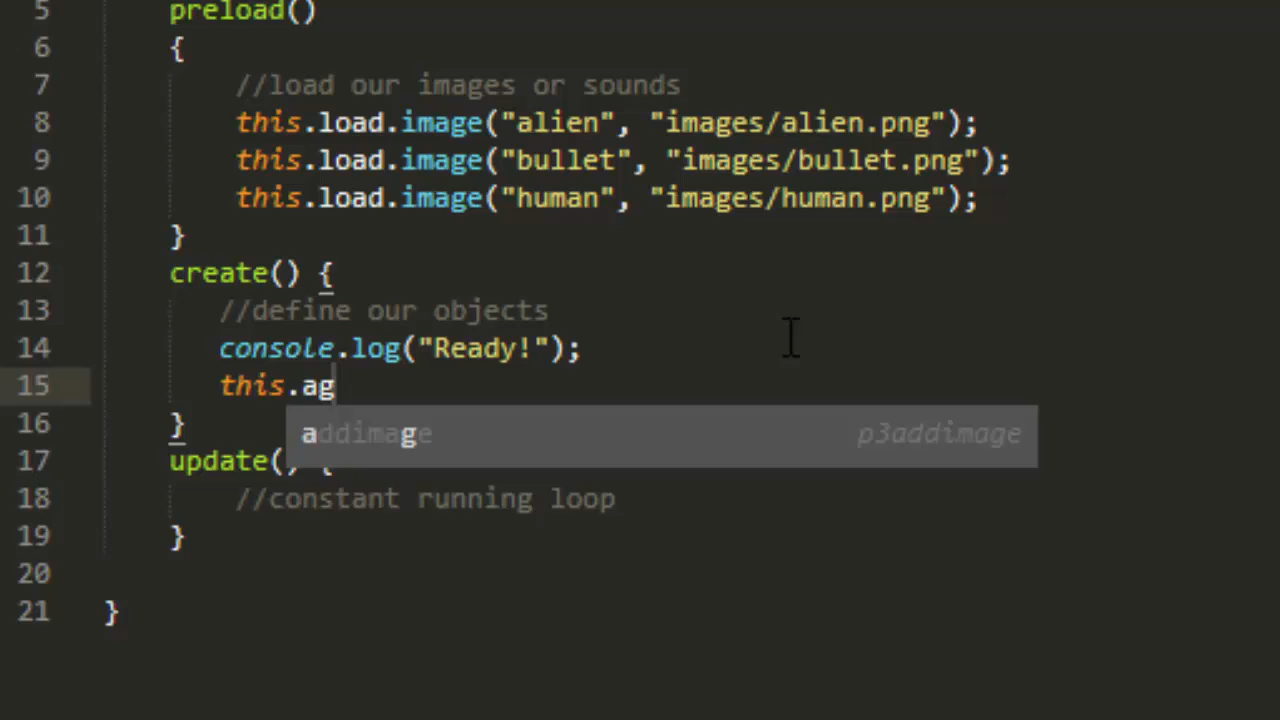 5 preload()
6 {
7 //load our images or sounds
8 this.load.image("alien", "images/alien.png");
9 this.load.image("bullet", "images/bullet.png");
10 this.load.image("human", "images/human.png");
11 }
12 create() {
13 //define our objects
14 console.log("Ready!");
15 this.ag
16 }
addimage p3addimage
17 update() {
18 //constant running loop
19 }
20
21 }